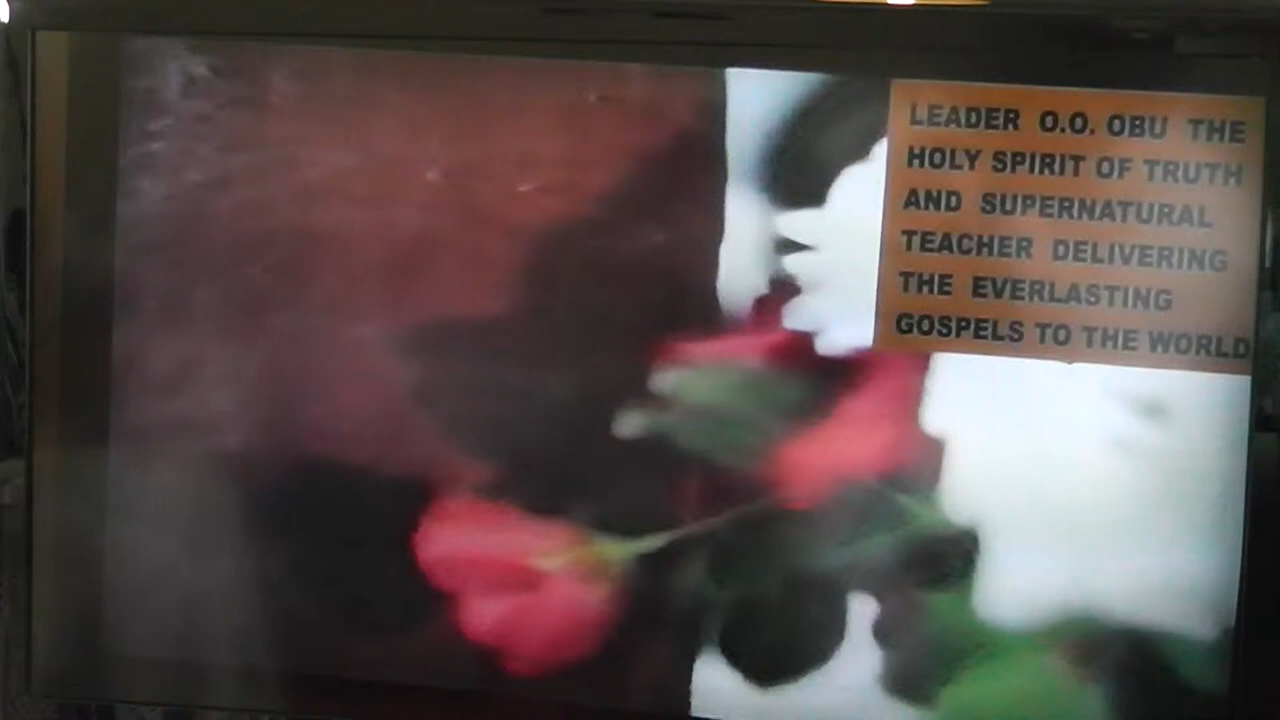 LEADER O.O. OBU THE
HOLY SPIRIT OF TRUTH
AND SUPERNATURAL
TEACHER DELIVERING
THE EVERLASTING
GOSPELS TO THE WORLD